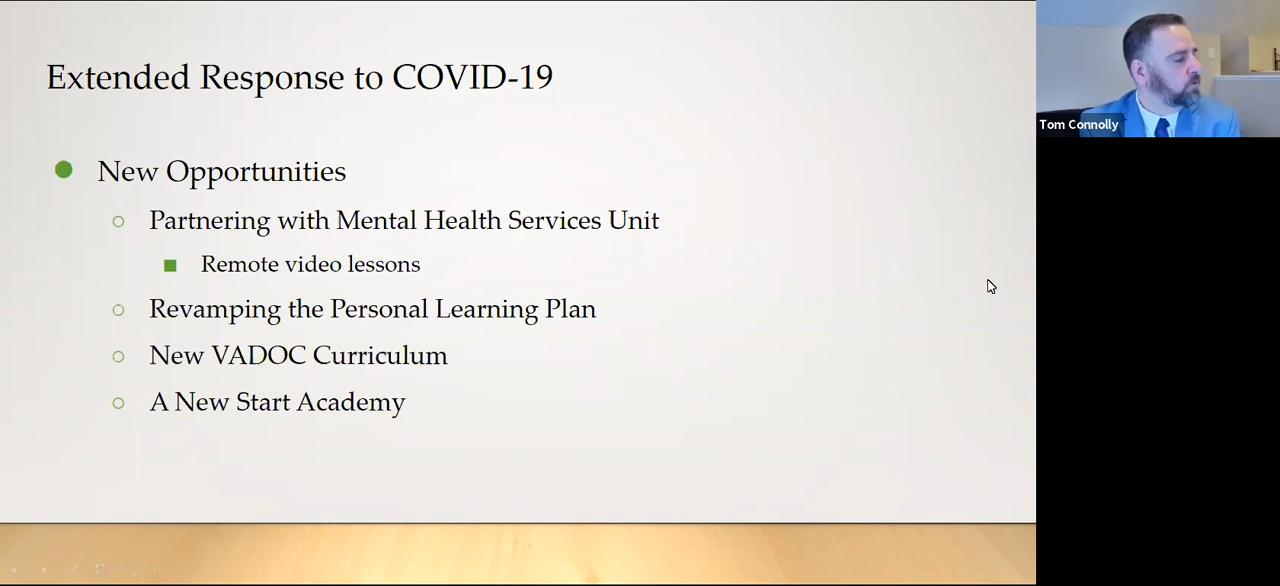 Extended Response to COVID-19
New Opportunities
Partnering with Mental Health Services Unit
Remote video lessons
Revamping the Personal Learning Plan
New VADOC Curriculum
A New Start Academy
Tom Connolly